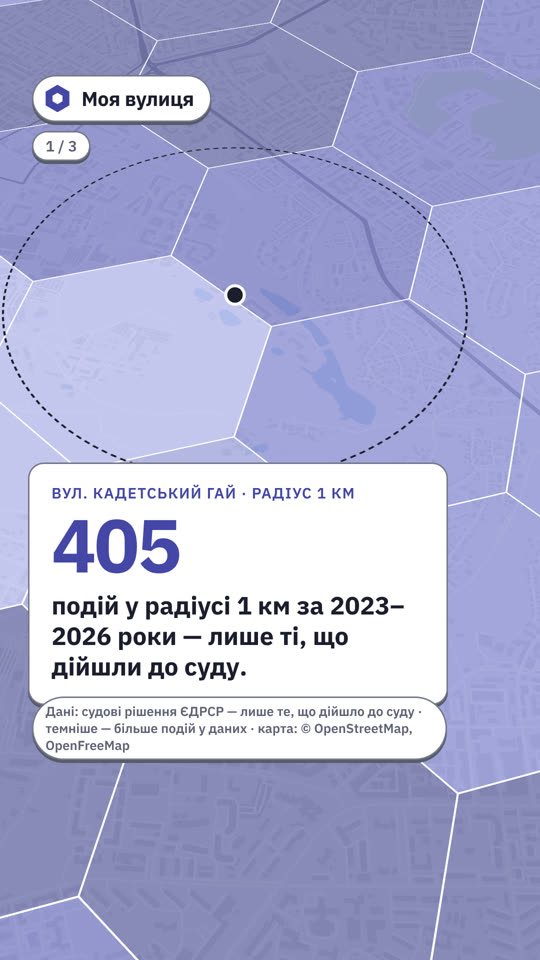 Моя вулиця
1 / 3
ВУЛ. КАДЕТСЬКИЙ ГАЙ · РАДІУС 1 КМ
405
подій у радіусі 1 км за 2023–
2026 роки — лише ті, що
дійшли до суду.
Дані: судові рішення ЄДРСР — лише те, що дійшло до суду ·
темніше — більше подій у даних · карта: © OpenStreetMap,
OpenFreeMap